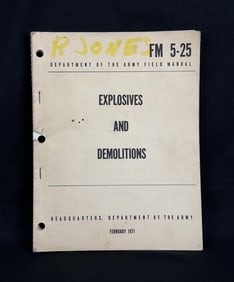 R JONES FM 5-25
DEPARTMENT OF THE ARMY FIELD MANUAL
EXPLOSIVES
AND
DEMOLITIONS
HEADQUARTERS, DEPARTMENT OF THE ARMY
FEBRUARY 1971